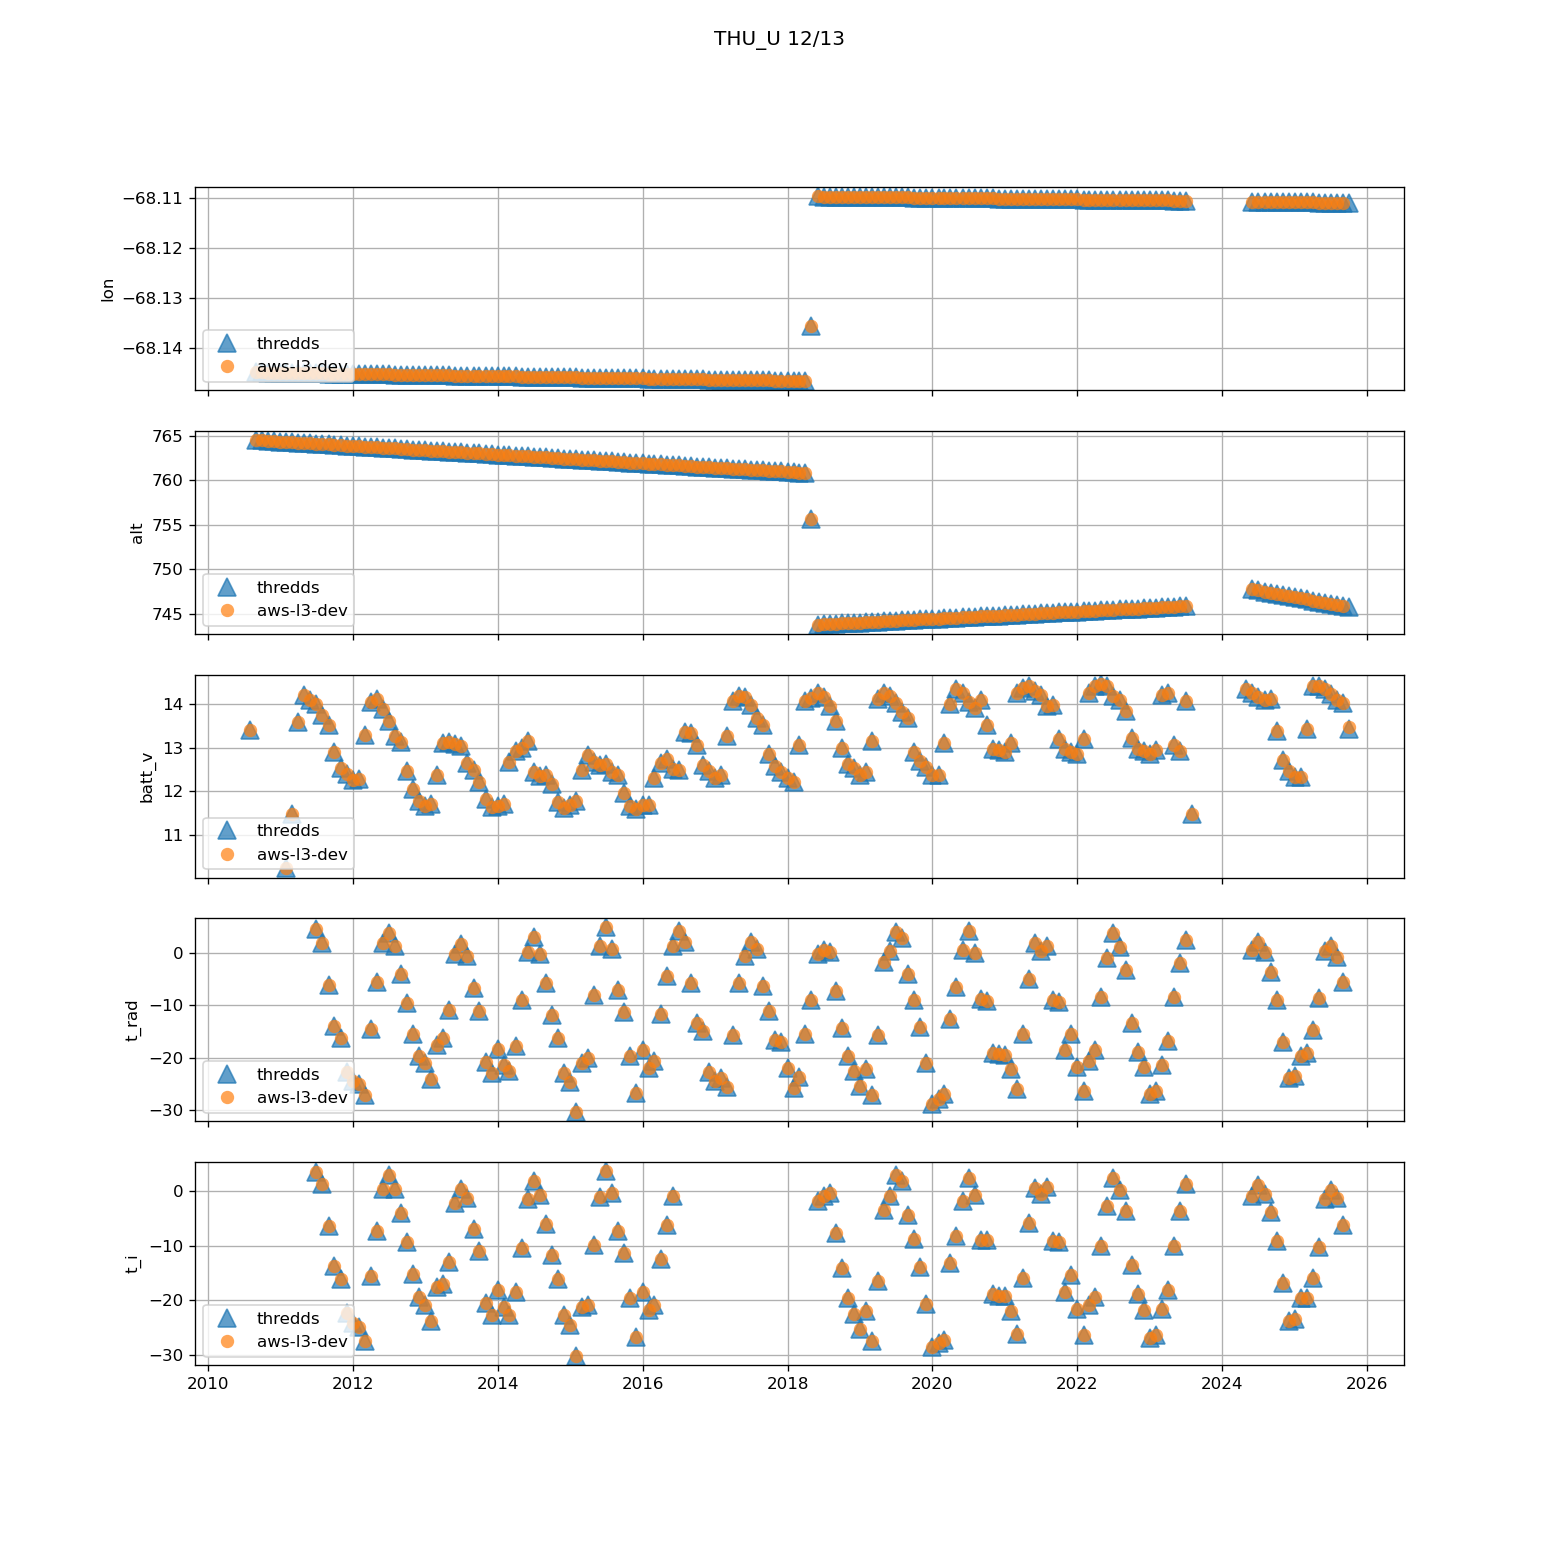 THU_U 12/13
−68.11
−68.12
−68.13
−68.14
lon
thredds
aws-l3-dev
765
760
755
750
745
alt
thredds
aws-l3-dev
14
13
12
11
batt_v
thredds
aws-l3-dev
0
−10
−20
−30
t_rad
thredds
aws-l3-dev
0
−10
−20
−30
t_i
thredds
aws-l3-dev
2010 2012 2014 2016 2018 2020 2022 2024 2026